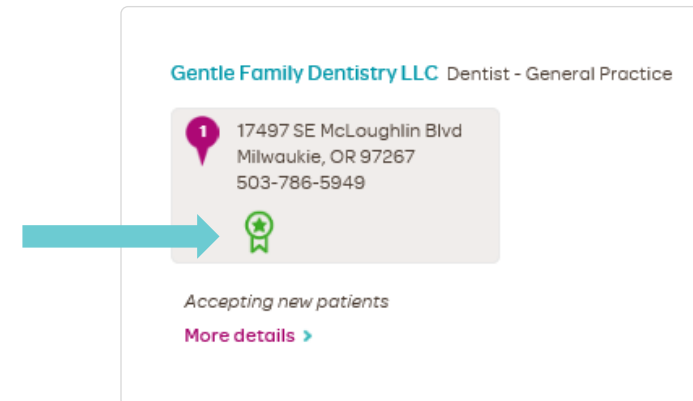 Gentle Family Dentistry LLC Dentist - General Practice
1
17497 SE McLoughlin Blvd
Milwaukie, OR 97267
503-786-5949
Accepting new patients
More details >